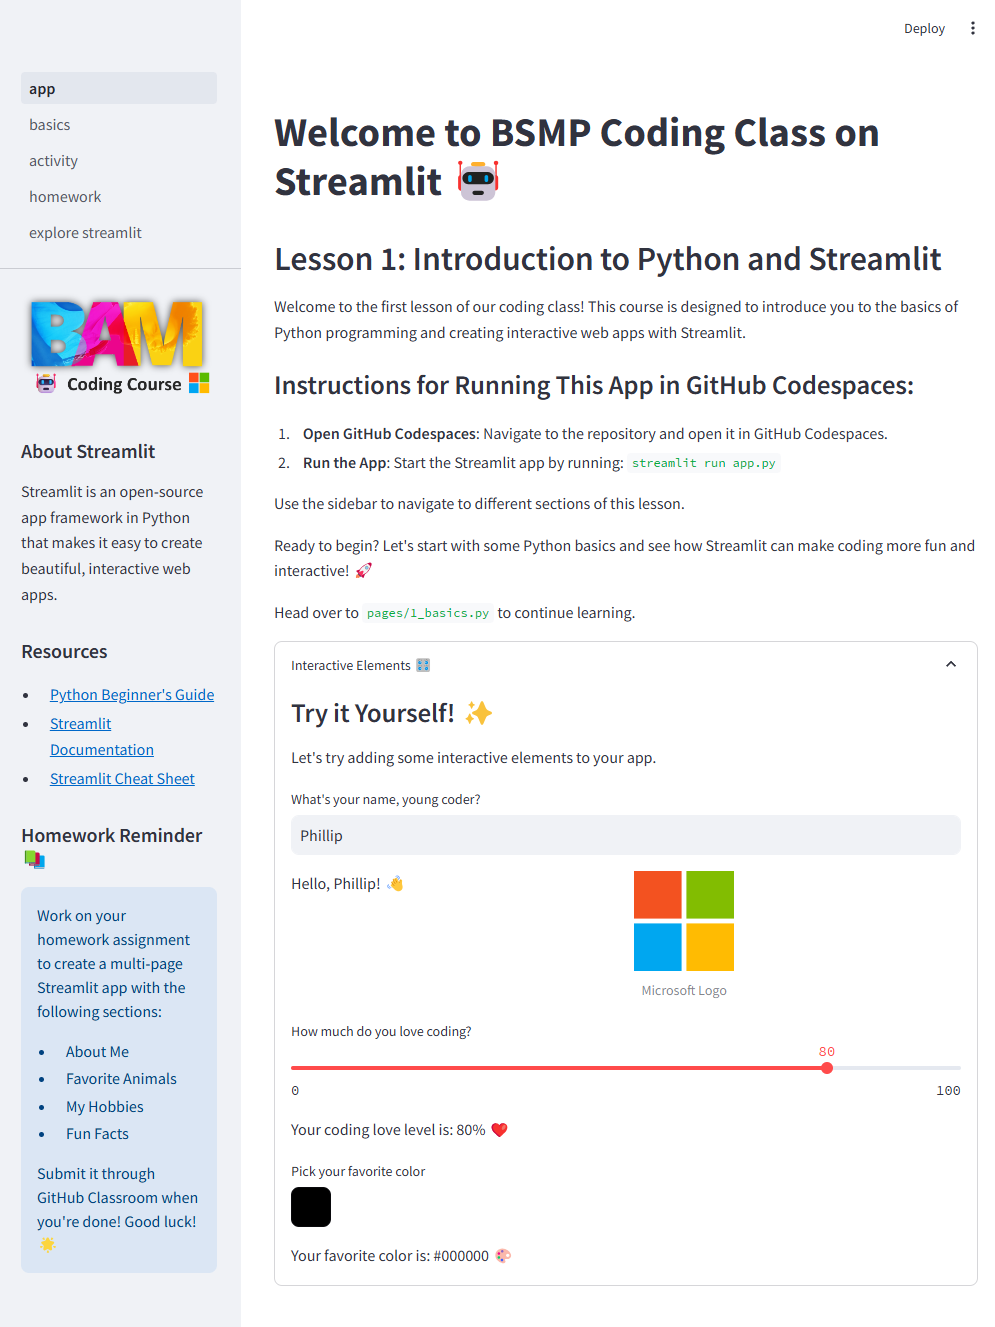 Deploy
app
basics
activity
homework
explore streamlit
BAM
Coding Course
About Streamlit
Streamlit is an open-source
app framework in Python
that makes it easy to create
beautiful, interactive web
apps.
Resources
• Python Beginner's Guide
• Streamlit
Documentation
• Streamlit Cheat Sheet
Homework Reminder
📚
Work on your
homework assignment
to create a multi-page
Streamlit app with the
following sections:
• About Me
• Favorite Animals
• My Hobbies
• Fun Facts
Submit it through
GitHub Classroom when
you're done! Good luck!
🌟
Welcome to BSMP Coding Class on
Streamlit 🤖
Lesson 1: Introduction to Python and Streamlit
Welcome to the first lesson of our coding class! This course is designed to introduce you to the basics of
Python programming and creating interactive web apps with Streamlit.
Instructions for Running This App in GitHub Codespaces:
1. Open GitHub Codespaces: Navigate to the repository and open it in GitHub Codespaces.
2. Run the App: Start the Streamlit app by running: streamlit run app.py
Use the sidebar to navigate to different sections of this lesson.
Ready to begin? Let's start with some Python basics and see how Streamlit can make coding more fun and
interactive! 🚀
Head over to pages/1_basics.py to continue learning.
Interactive Elements 🎛️
Try it Yourself! ✨
Let's try adding some interactive elements to your app.
What's your name, young coder?
Phillip
Hello, Phillip! 👋
Microsoft Logo
How much do you love coding?
80
0 100
Your coding love level is: 80% ❤️
Pick your favorite color
Your favorite color is: #000000 🎨